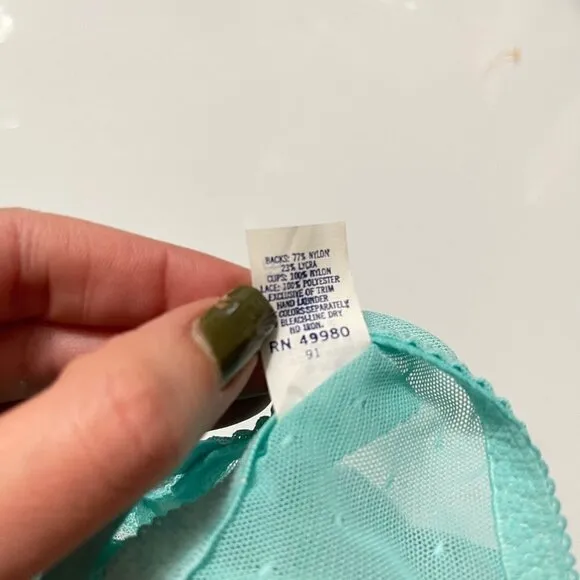 BACKS: 77% NYLON
23% LYCRA
CUPS: 100% NYLON
LACE: 100% POLYESTER
EXCLUSIVE OF TRIM
HAND LAUNDER
COLORS SEPARATELY
BLEACH-LINE DRY
NO IRON.
RN 49980
91